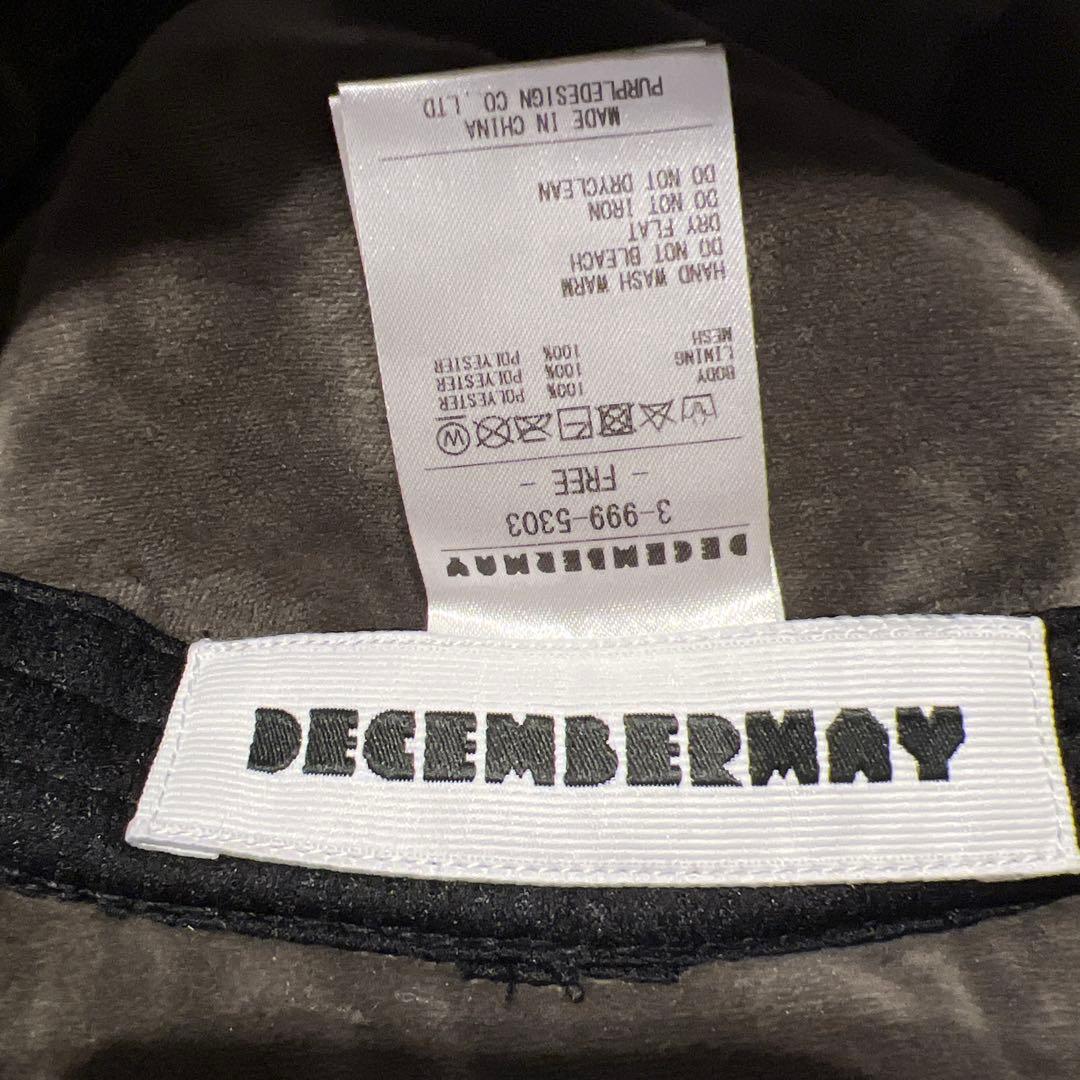 DECEMBERMAY
3-999-5303
- FREE -
W
BODY 100% POLYESTER
LINING 100% POLYESTER
MESH 100% POLYESTER
HAND WASH WARM
DO NOT BLEACH
DRY FLAT
DO NOT IRON
DO NOT DRYCLEAN
MADE IN CHINA
PURPLEDESIGN CO.,LTD
DECEMBERMAY